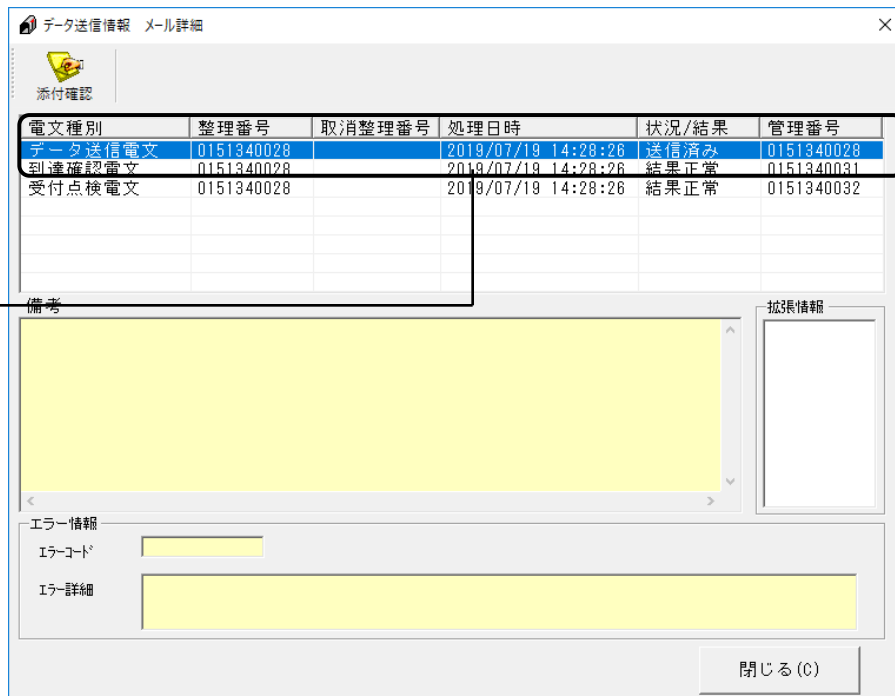 データ送信情報 メール詳細
添付確認
電文種別 整理番号 取消整理番号 処理日時 状況/結果 管理番号
データ送信電文 0151340028 2019/07/19 14:28:26 送信済み 0151340028
到達確認電文 0151340028 2019/07/19 14:28:26 結果正常 0151340031
受付点検電文 0151340028 2019/07/19 14:28:26 結果正常 0151340032
備考 拡張情報
エラー情報
エラーコード
エラー詳細
閉じる(C)